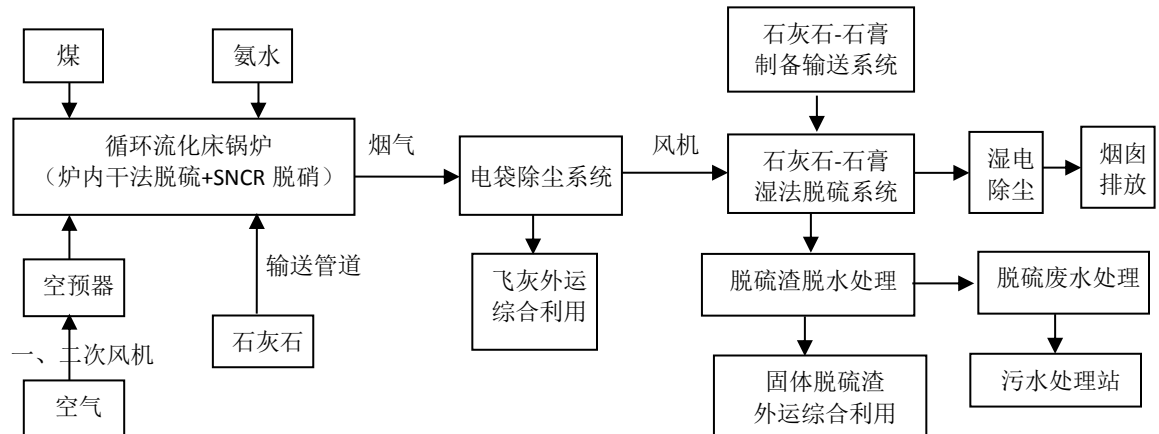 煤
氨水
石灰石-石膏
制备输送系统
循环流化床锅炉
（炉内干法脱硫+SNCR 脱硝）
烟气
电袋除尘系统
风机
石灰石-石膏
湿法脱硫系统
湿电
除尘
烟囱
排放
空预器
输送管道
飞灰外运
综合利用
脱硫渣脱水处理
脱硫废水处理
石灰石
一、二次风机
空气
固体脱硫渣
外运综合利用
污水处理站